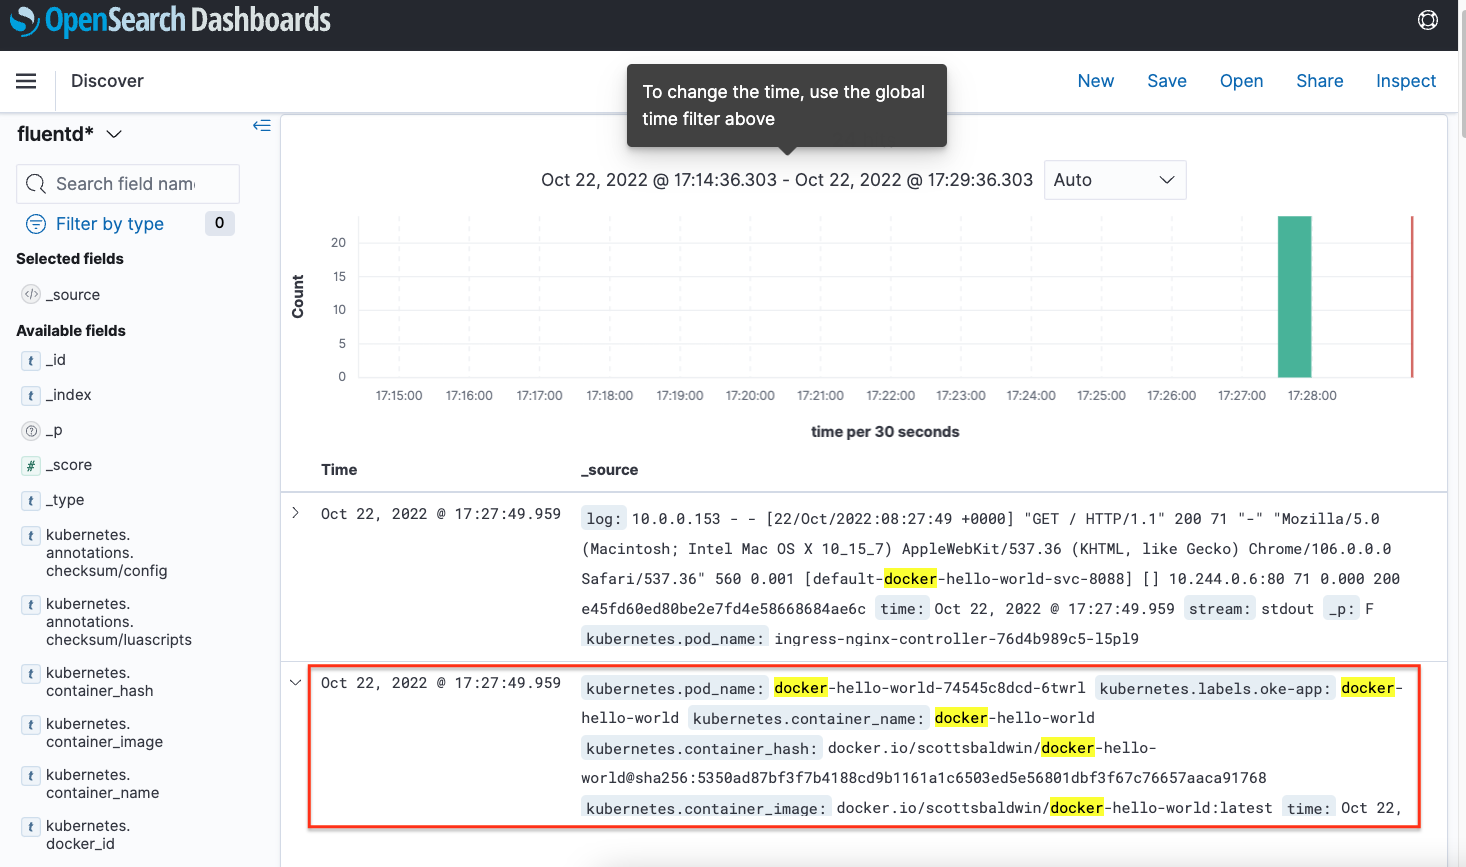 OpenSearch Dashboards
Discover
New Save Open Share Inspect
To change the time, use the global
time filter above
fluentd*
Search field name
Filter by type 0
Selected fields
_source
Available fields
t _id
t _index
? _p
# _score
t _type
t kubernetes.
annotations.
checksum/config
t kubernetes.
annotations.
checksum/luascripts
t kubernetes.
container_hash
t kubernetes.
container_image
t kubernetes.
container_name
t kubernetes.
docker_id
Oct 22, 2022 @ 17:14:36.303 - Oct 22, 2022 @ 17:29:36.303 Auto
Count
20
15
10
5
0
17:15:00 17:16:00 17:17:00 17:18:00 17:19:00 17:20:00 17:21:00 17:22:00 17:23:00 17:24:00 17:25:00 17:26:00 17:27:00 17:28:00
time per 30 seconds
Time _source
Oct 22, 2022 @ 17:27:49.959 log: 10.0.0.153 - - [22/Oct/2022:08:27:49 +0000] "GET / HTTP/1.1" 200 71 "-" "Mozilla/5.0
(Macintosh; Intel Mac OS X 10_15_7) AppleWebKit/537.36 (KHTML, like Gecko) Chrome/106.0.0.0
Safari/537.36" 560 0.001 [default-docker-hello-world-svc-8088] [] 10.244.0.6:80 71 0.000 200
e45fd60ed80be2e7fd4e58668684ae6c time: Oct 22, 2022 @ 17:27:49.959 stream: stdout _p: F
kubernetes.pod_name: ingress-nginx-controller-76d4b989c5-l5pl9
Oct 22, 2022 @ 17:27:49.959 kubernetes.pod_name: docker-hello-world-74545c8dcd-6twrl kubernetes.labels.oke-app: docker-
hello-world kubernetes.container_name: docker-hello-world
kubernetes.container_hash: docker.io/scottsbaldwin/docker-hello-
world@sha256:5350ad87bf3f7b4188cd9b1161a1c6503ed5e56801dbf3f67c76657aaca91768
kubernetes.container_image: docker.io/scottsbaldwin/docker-hello-world:latest time: Oct 22,